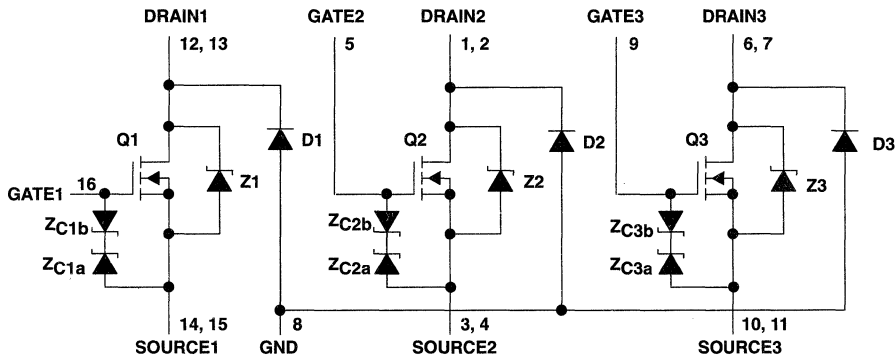 DRAIN1 GATE2 DRAIN2 GATE3 DRAIN3
12, 13 5 1, 2 9 6, 7
Q1 D1 Q2 D2 Q3 D3
16 Z1 Z2 Z3
GATE1
ZC1b ZC2b ZC3b
ZC1a ZC2a ZC3a
14, 15 8 3, 4 10, 11
SOURCE1 GND SOURCE2 SOURCE3